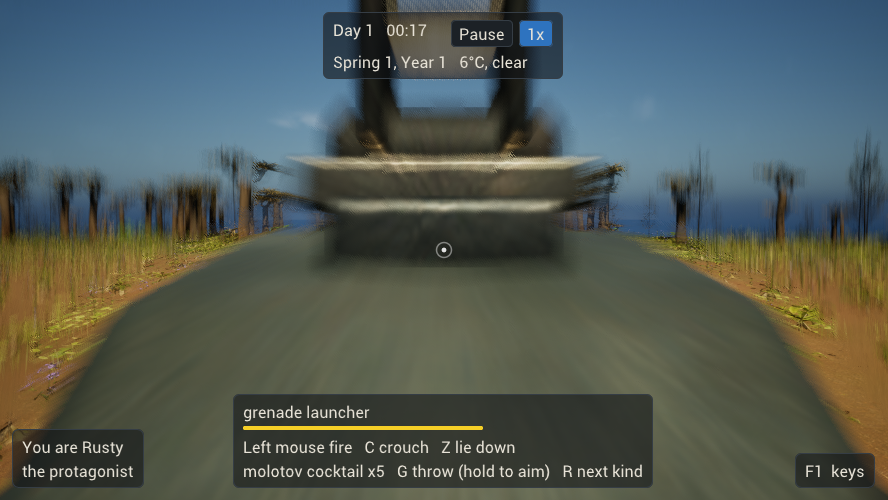 Day 1 00:17 Pause 1x
Spring 1, Year 1 6°C, clear
grenade launcher
Left mouse fire C crouch Z lie down
molotov cocktail x5 G throw (hold to aim) R next kind
You are Rusty
the protagonist
F1 keys